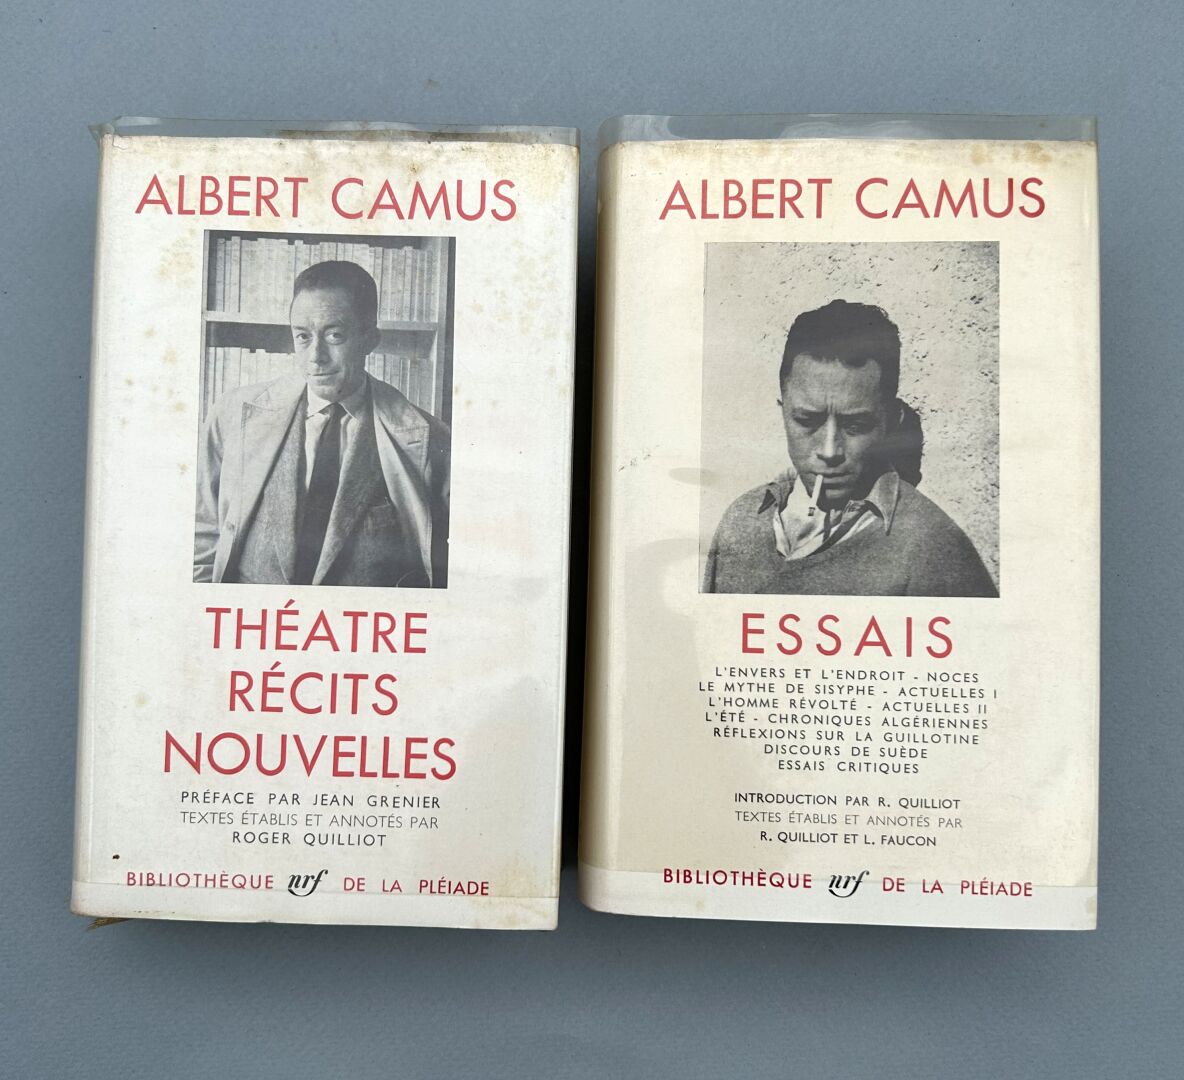 ALBERT CAMUS
THÉATRE
RÉCITS
NOUVELLES
PRÉFACE PAR JEAN GRENIER
TEXTES ÉTABLIS ET ANNOTÉS PAR
ROGER QUILLIOT
BIBLIOTHÈQUE nrf DE LA PLÉIADE
ALBERT CAMUS
ESSAIS
L'ENVERS ET L'ENDROIT - NOCES
LE MYTHE DE SISYPHE - ACTUELLES I
L'HOMME RÉVOLTÉ - ACTUELLES II
L'ÉTÉ - CHRONIQUES ALGÉRIENNES
RÉFLEXIONS SUR LA GUILLOTINE
DISCOURS DE SUÈDE
ESSAIS CRITIQUES
INTRODUCTION PAR R. QUILLIOT
TEXTES ÉTABLIS ET ANNOTÉS PAR
R. QUILLIOT ET L. FAUCON
BIBLIOTHÈQUE nrf DE LA PLÉIADE